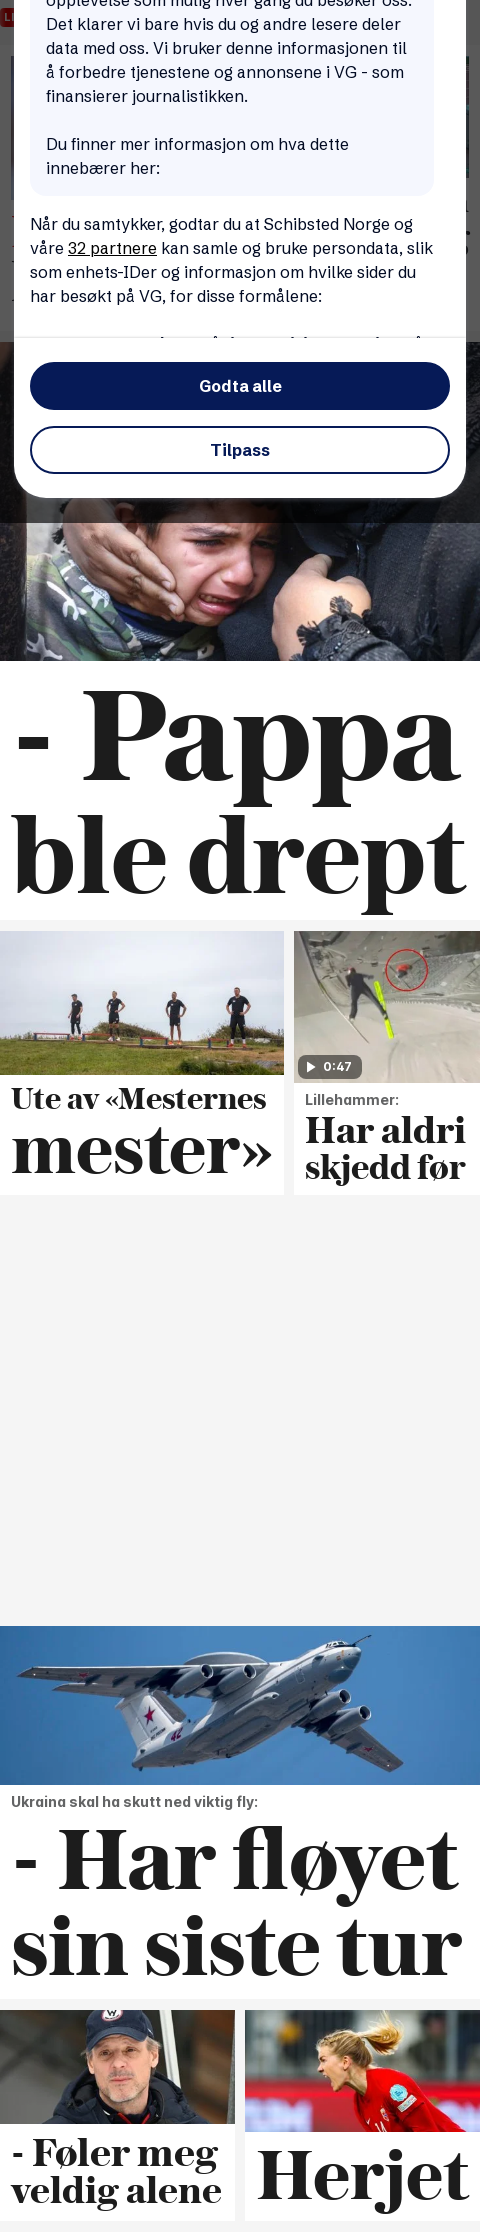 Det klarer vi bare hvis du og andre lesere deler
data med oss. Vi bruker denne informasjonen til
å forbedre tjenestene og annonsene i VG - som
finansierer journalistikken.
Du finner mer informasjon om hva dette
innebærer her:
Når du samtykker, godtar du at Schibsted Norge og
våre 32 partnere kan samle og bruke persondata, slik
som enhets-IDer og informasjon om hvilke sider du
har besøkt på VG, for disse formålene:
Godta alle
Tilpass
- Pappa
ble drept
0:47
Ute av «Mesternes
mester»
Lillehammer:
Har aldri
skjedd før
42
Ukraina skal ha skutt ned viktig fly:
- Har fløyet
sin siste tur
- Føler meg
veldig alene
Herjet